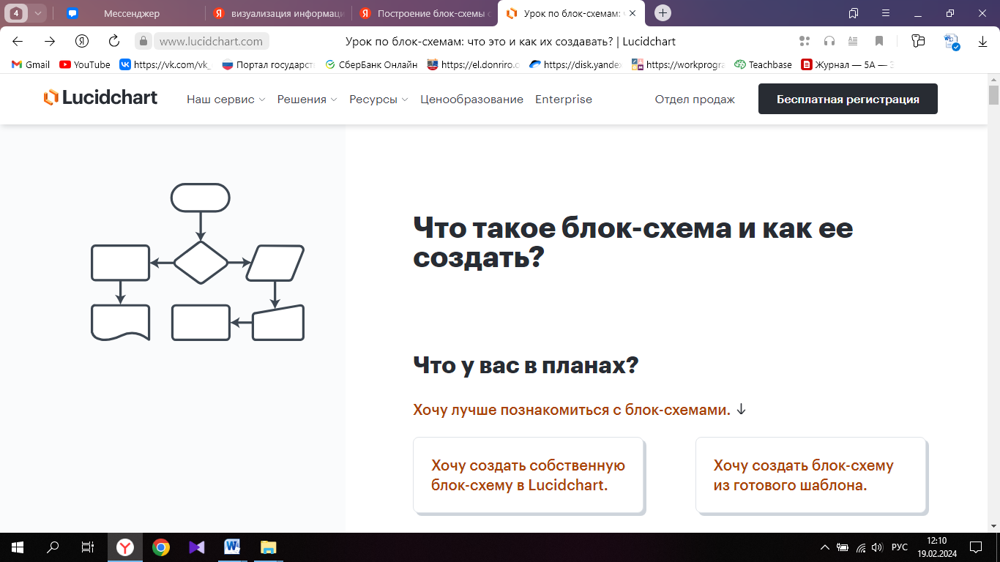 4
Мессенджер
Я визуализация информаци
Я Построение блок-схемы с
Урок по блок-схемам: ч
Я
www.lucidchart.com
Урок по блок-схемам: что это и как их создавать? | Lucidchart
Gmail
YouTube
https://vk.com/vk_
Портал государст
СберБанк Онлайн
https://el.donriro.
https://disk.yandex
https://workprogra
Teachbase
Журнал — 5А —
Lucidchart
Наш сервис
Решения
Ресурсы
Ценообразование
Enterprise
Отдел продаж
Бесплатная регистрация
Что такое блок-схема и как ее
создать?
Что у вас в планах?
Хочу лучше познакомиться с блок-схемами. ↓
Хочу создать собственную
блок-схему в Lucidchart.
Хочу создать блок-схему
из готового шаблона.
РУС
12:10
19.02.2024